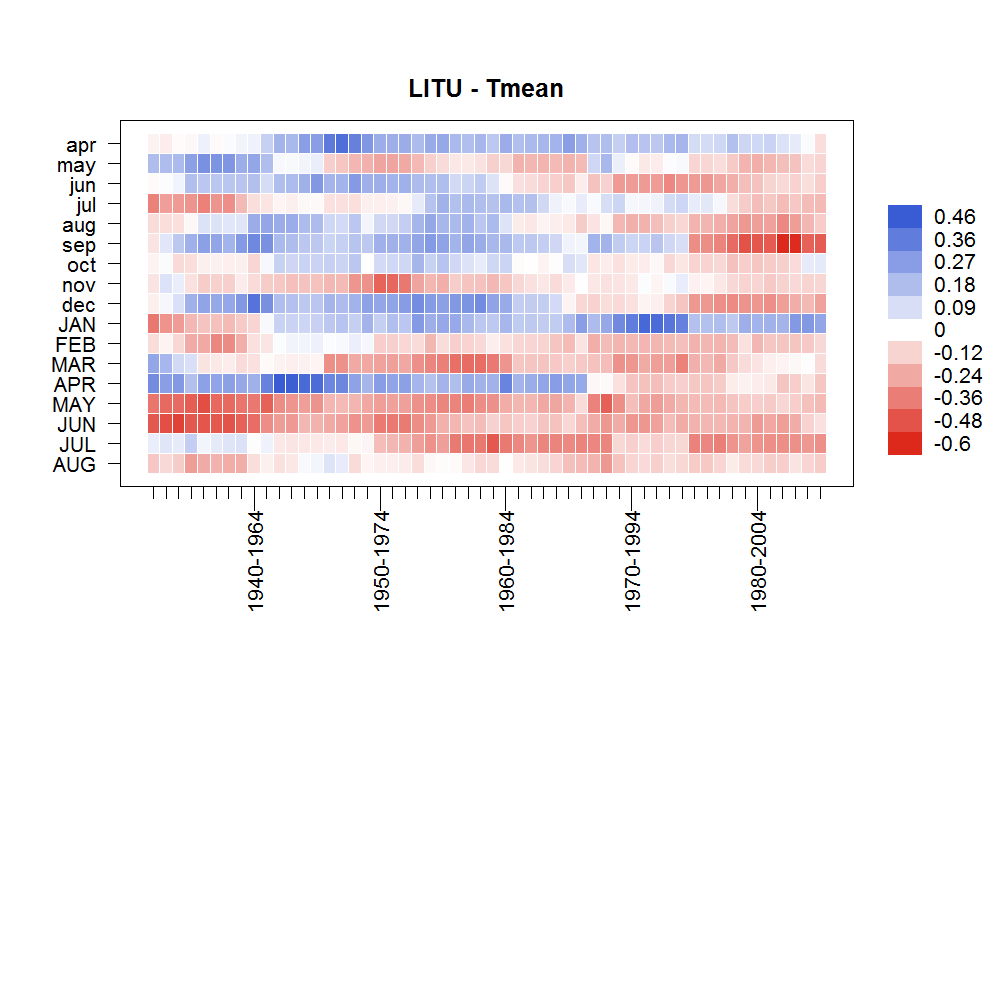 LITU - Tmean
apr
may
jun
jul
aug
sep
oct
nov
dec
JAN
FEB
MAR
APR
MAY
JUN
JUL
AUG
1940-1964
1950-1974
1960-1984
1970-1994
1980-2004
0.46
0.36
0.27
0.18
0.09
0
-0.12
-0.24
-0.36
-0.48
-0.6